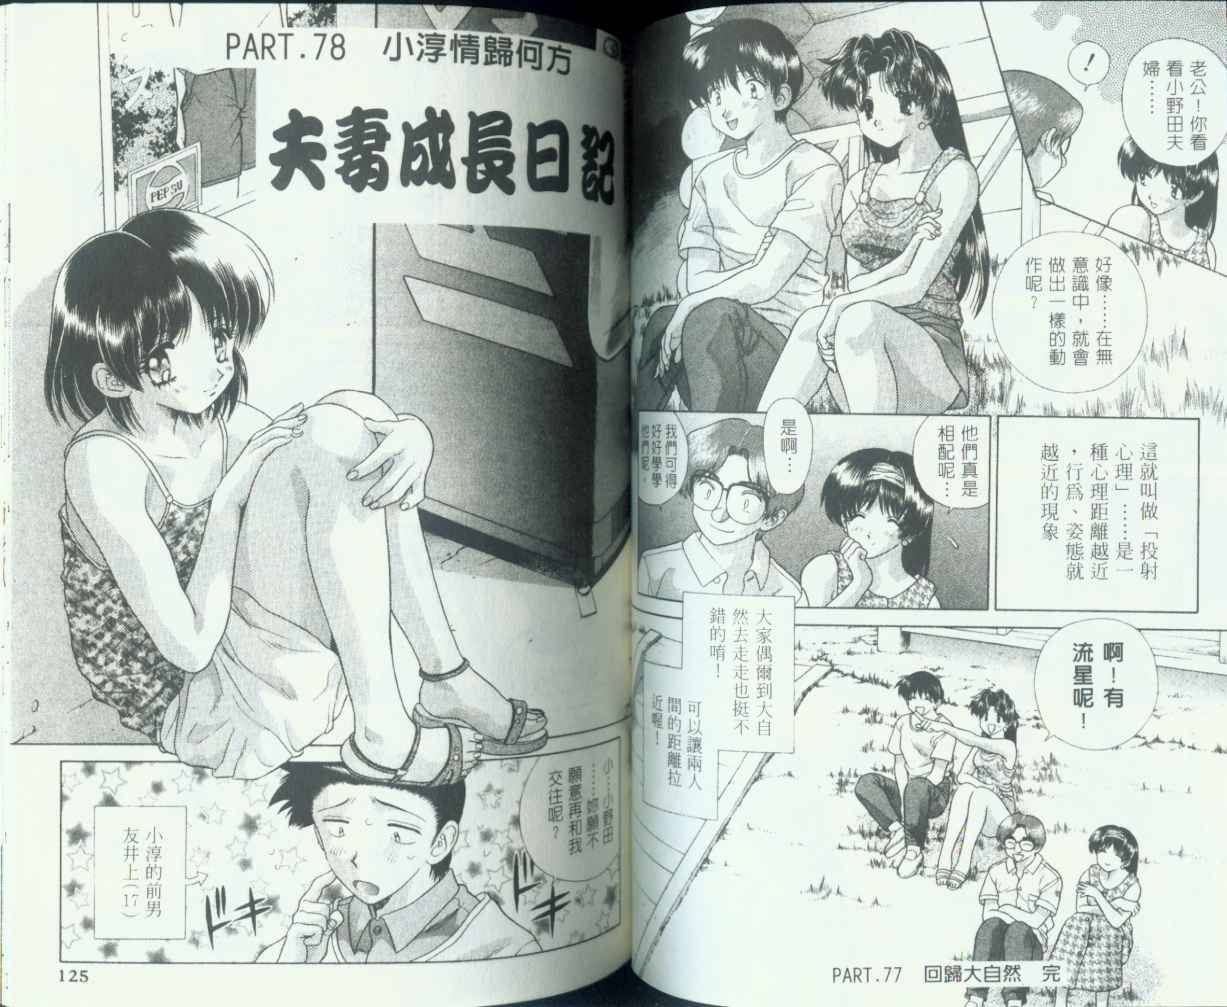 老公！你看
看小野田夫
婦……
！
好像……在無
意識中，就會
做出一樣的動
作呢？
這就叫做「投射
心理」……是一
種心理距離越近
，行為、姿態就
越近的現象
他們真是
相配呢…
是啊…
我們可得
好好學學
他們呢。
大家偶爾到大自
然去走走也挺不
錯的唷！
可以讓兩人
間的距離拉
近喔！
啊！有
流星呢！
PART.77 回歸大自然 完
PART.78 小淳情歸何方
夫妻成長日記
PEPSU
小…小野田
……妳願不
願意再和我
交往呢？
小淳的前男
友井上(17)
ドキ
ドキ
125